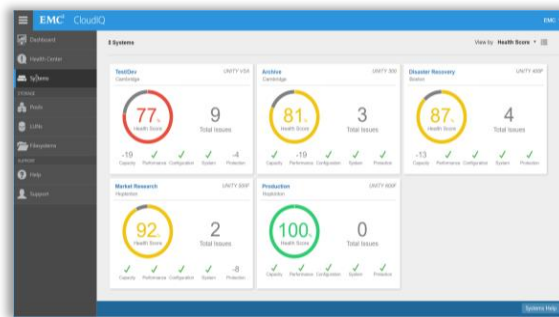 EMC² CloudIQ
EMC
Dashboard
Health Center
Systems
STORAGE
Pools
LUNs
Filesystems
SUPPORT
Help
Support
5 Systems
View by Health Score
Test/Dev UNITY VSA
Cambridge
77%
Health Score
9
Total Issues
-19 -4
Capacity Performance Configuration System Protection
Archive UNITY 300
Cambridge
81%
Health Score
3
Total Issues
-19
Capacity Performance Configuration System Protection
Disaster Recovery UNITY 400F
Boston
87%
Health Score
4
Total Issues
-13
Capacity Performance Configuration System Protection
Market Research
Hopkinton
92%
Health Score
2
Total Issues
-8
Capacity Performance Configuration System Protection
Production
Hopkinton
100%
Health Score
0
Total Issues
Capacity Performance Configuration System Protection
Systems Help